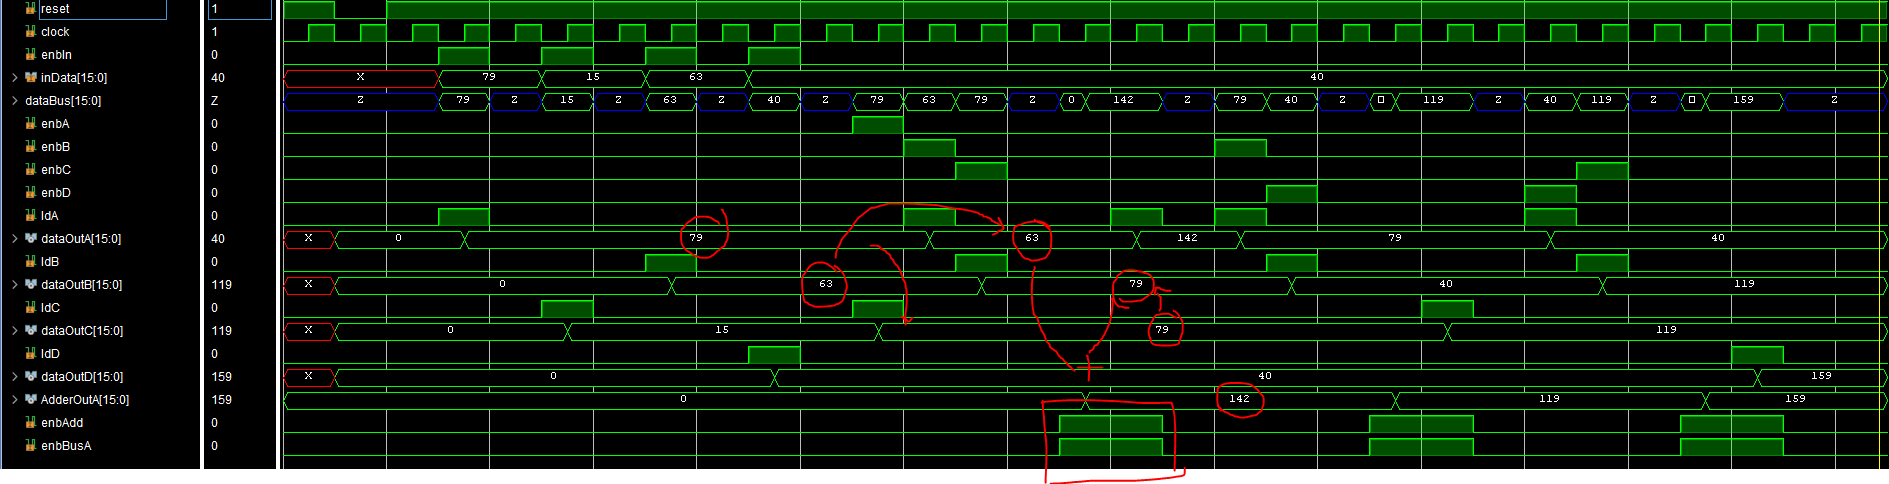 reset 1
clock 1
enbIn 0
inData[15:0] 40 X 79 15 63 40
dataBus[15:0] Z Z 79 Z 15 Z 63 Z 40 Z 79 63 79 Z 0 142 Z 79 40 Z 119 Z 40 119 Z 159 Z
enbA 0
enbB 0
enbC 0
enbD 0
ldA 0
dataOutA[15:0] 40 X 0 79 63 142 79 40
ldB 0
dataOutB[15:0] 119 X 0 63 79 40 119
ldC 0
dataOutC[15:0] 119 X 0 15 79 119
ldD 0
dataOutD[15:0] 159 X 0 40 159
AdderOutA[15:0] 159 0 142 119 159
enbAdd 0
enbBusA 0